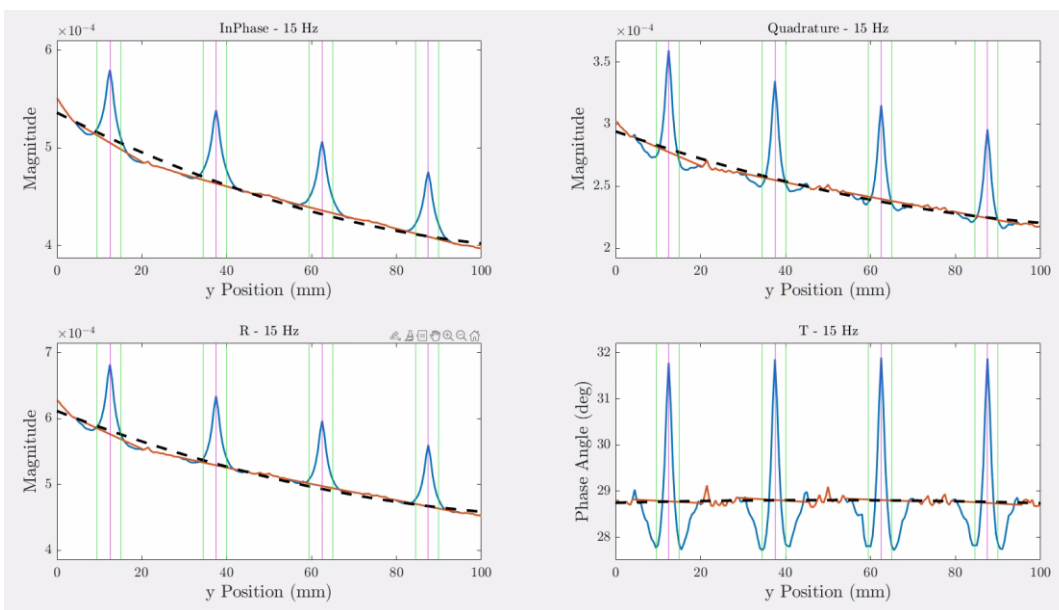 InPhase - 15 Hz
×10⁻⁴
6
5
4
Magnitude
0 20 40 60 80 100
y Position (mm)
Quadrature - 15 Hz
×10⁻⁴
3.5
3
2.5
2
Magnitude
0 20 40 60 80 100
y Position (mm)
R - 15 Hz
×10⁻⁴
7
6
5
4
Magnitude
0 20 40 60 80 100
y Position (mm)
T - 15 Hz
32
31
30
29
28
Phase Angle (deg)
0 20 40 60 80 100
y Position (mm)